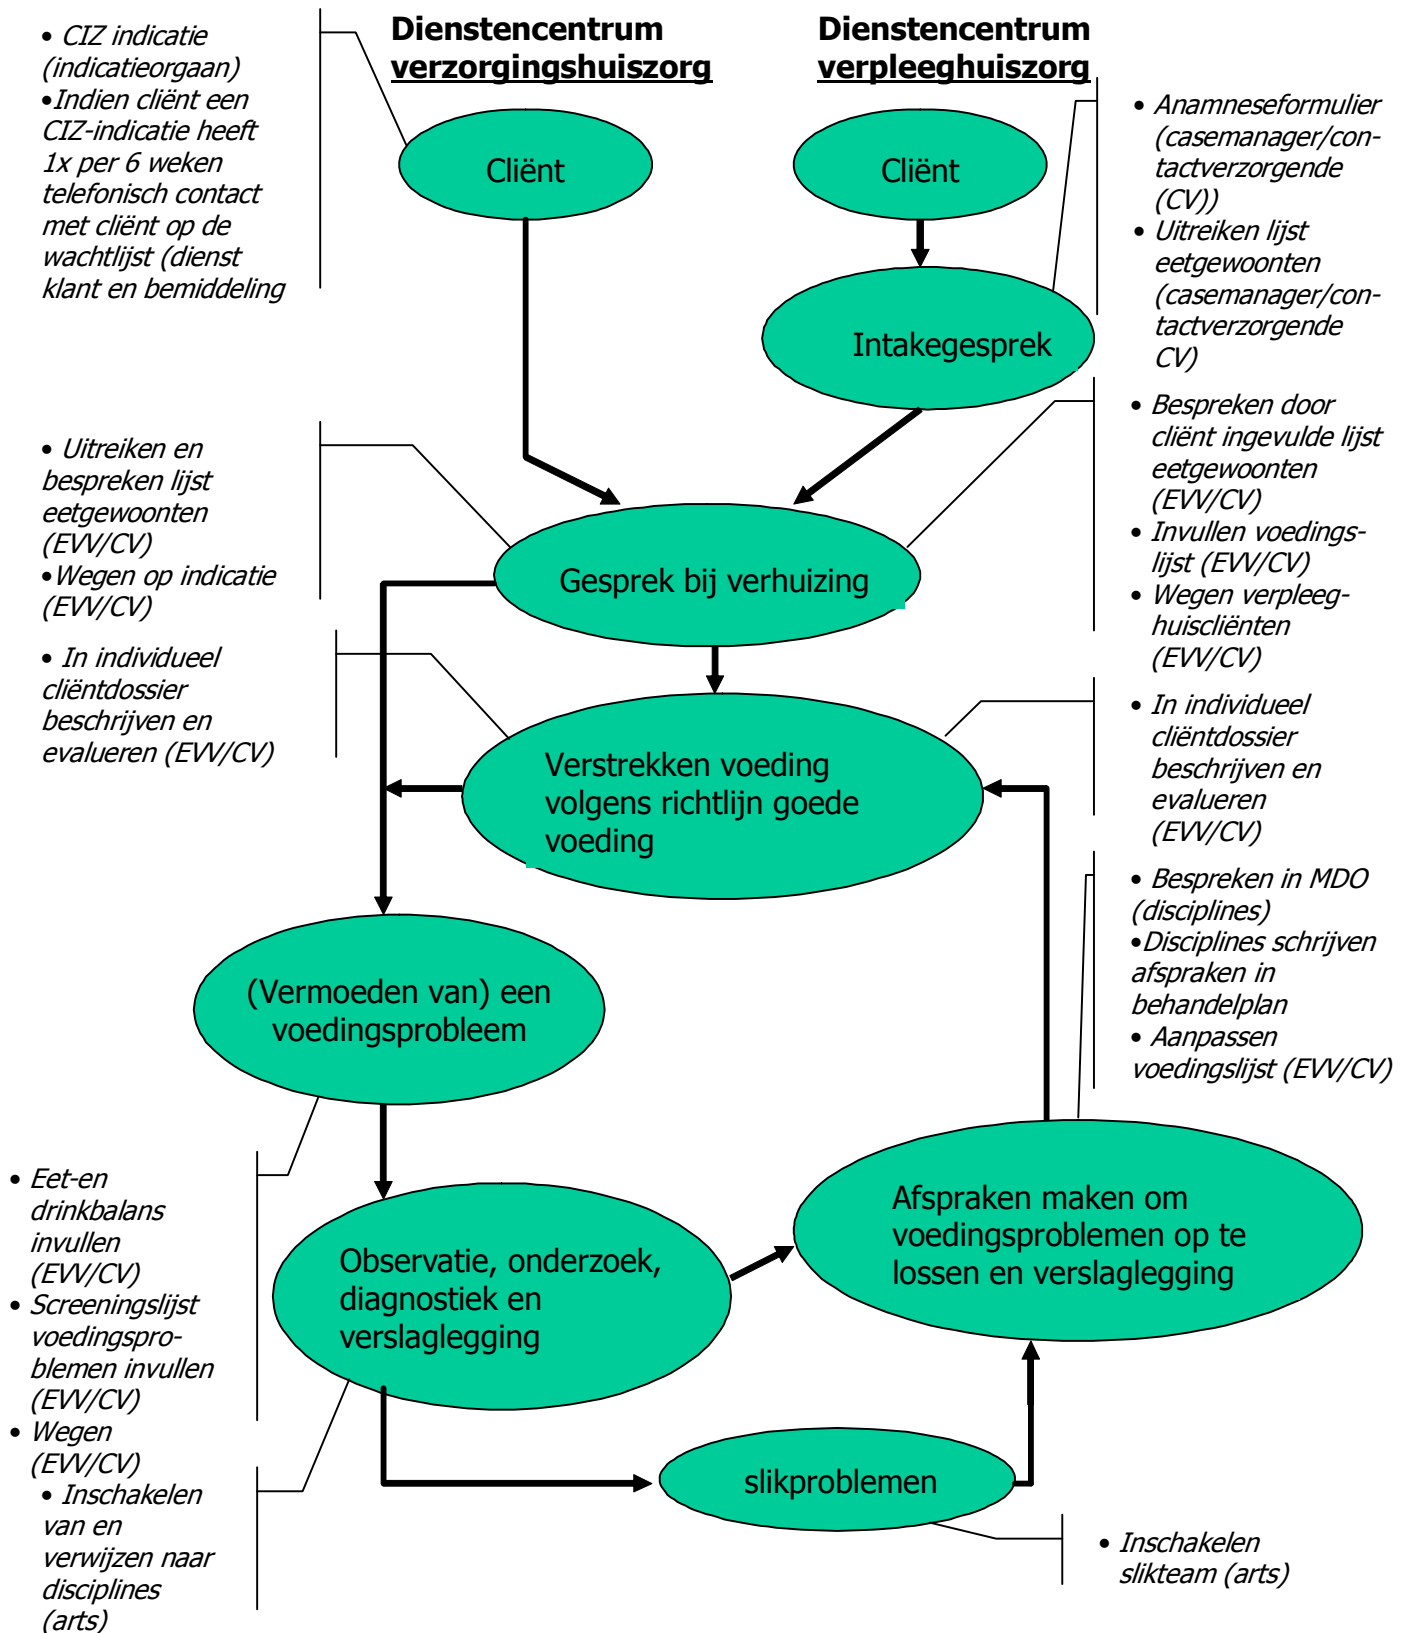 • CIZ indicatie
(indicatieorgaan)
•Indien cliënt een
CIZ-indicatie heeft
1x per 6 weken
telefonisch contact
met cliënt op de
wachtlijst (dienst
klant en bemiddeling
Dienstencentrum
verzorgingshuiszorg
Dienstencentrum
verpleeghuiszorg
Cliënt
Cliënt
• Anamneseformulier
(casemanager/con-
tactverzorgende
(CV))
• Uitreiken lijst
eetgewoonten
(casemanager/con-
tactverzorgende
CV)
Intakegesprek
• Uitreiken en
bespreken lijst
eetgewoonten
(EVV/CV)
•Wegen op indicatie
(EVV/CV)
• Bespreken door
cliënt ingevulde lijst
eetgewoonten
(EVV/CV)
• Invullen voedings-
lijst (EVV/CV)
• Wegen verpleeg-
huiscliënten
(EVV/CV)
Gesprek bij verhuizing
• In individueel
cliëntdossier
beschrijven en
evalueren (EVV/CV)
• In individueel
cliëntdossier
beschrijven en
evalueren
(EVV/CV)
Verstrekken voeding
volgens richtlijn goede
voeding
• Bespreken in MDO
(disciplines)
•Disciplines schrijven
afspraken in
behandelplan
• Aanpassen
voedingslijst (EVV/CV)
(Vermoeden van) een
voedingsprobleem
• Eet-en
drinkbalans
invullen
(EVV/CV)
• Screeningslijst
voedingspro-
blemen invullen
(EVV/CV)
• Wegen
(EVV/CV)
Observatie, onderzoek,
diagnostiek en
verslaglegging
Afspraken maken om
voedingsproblemen op te
lossen en verslaglegging
• Inschakelen
van en
verwijzen naar
disciplines
(arts)
slikproblemen
• Inschakelen
slikteam (arts)